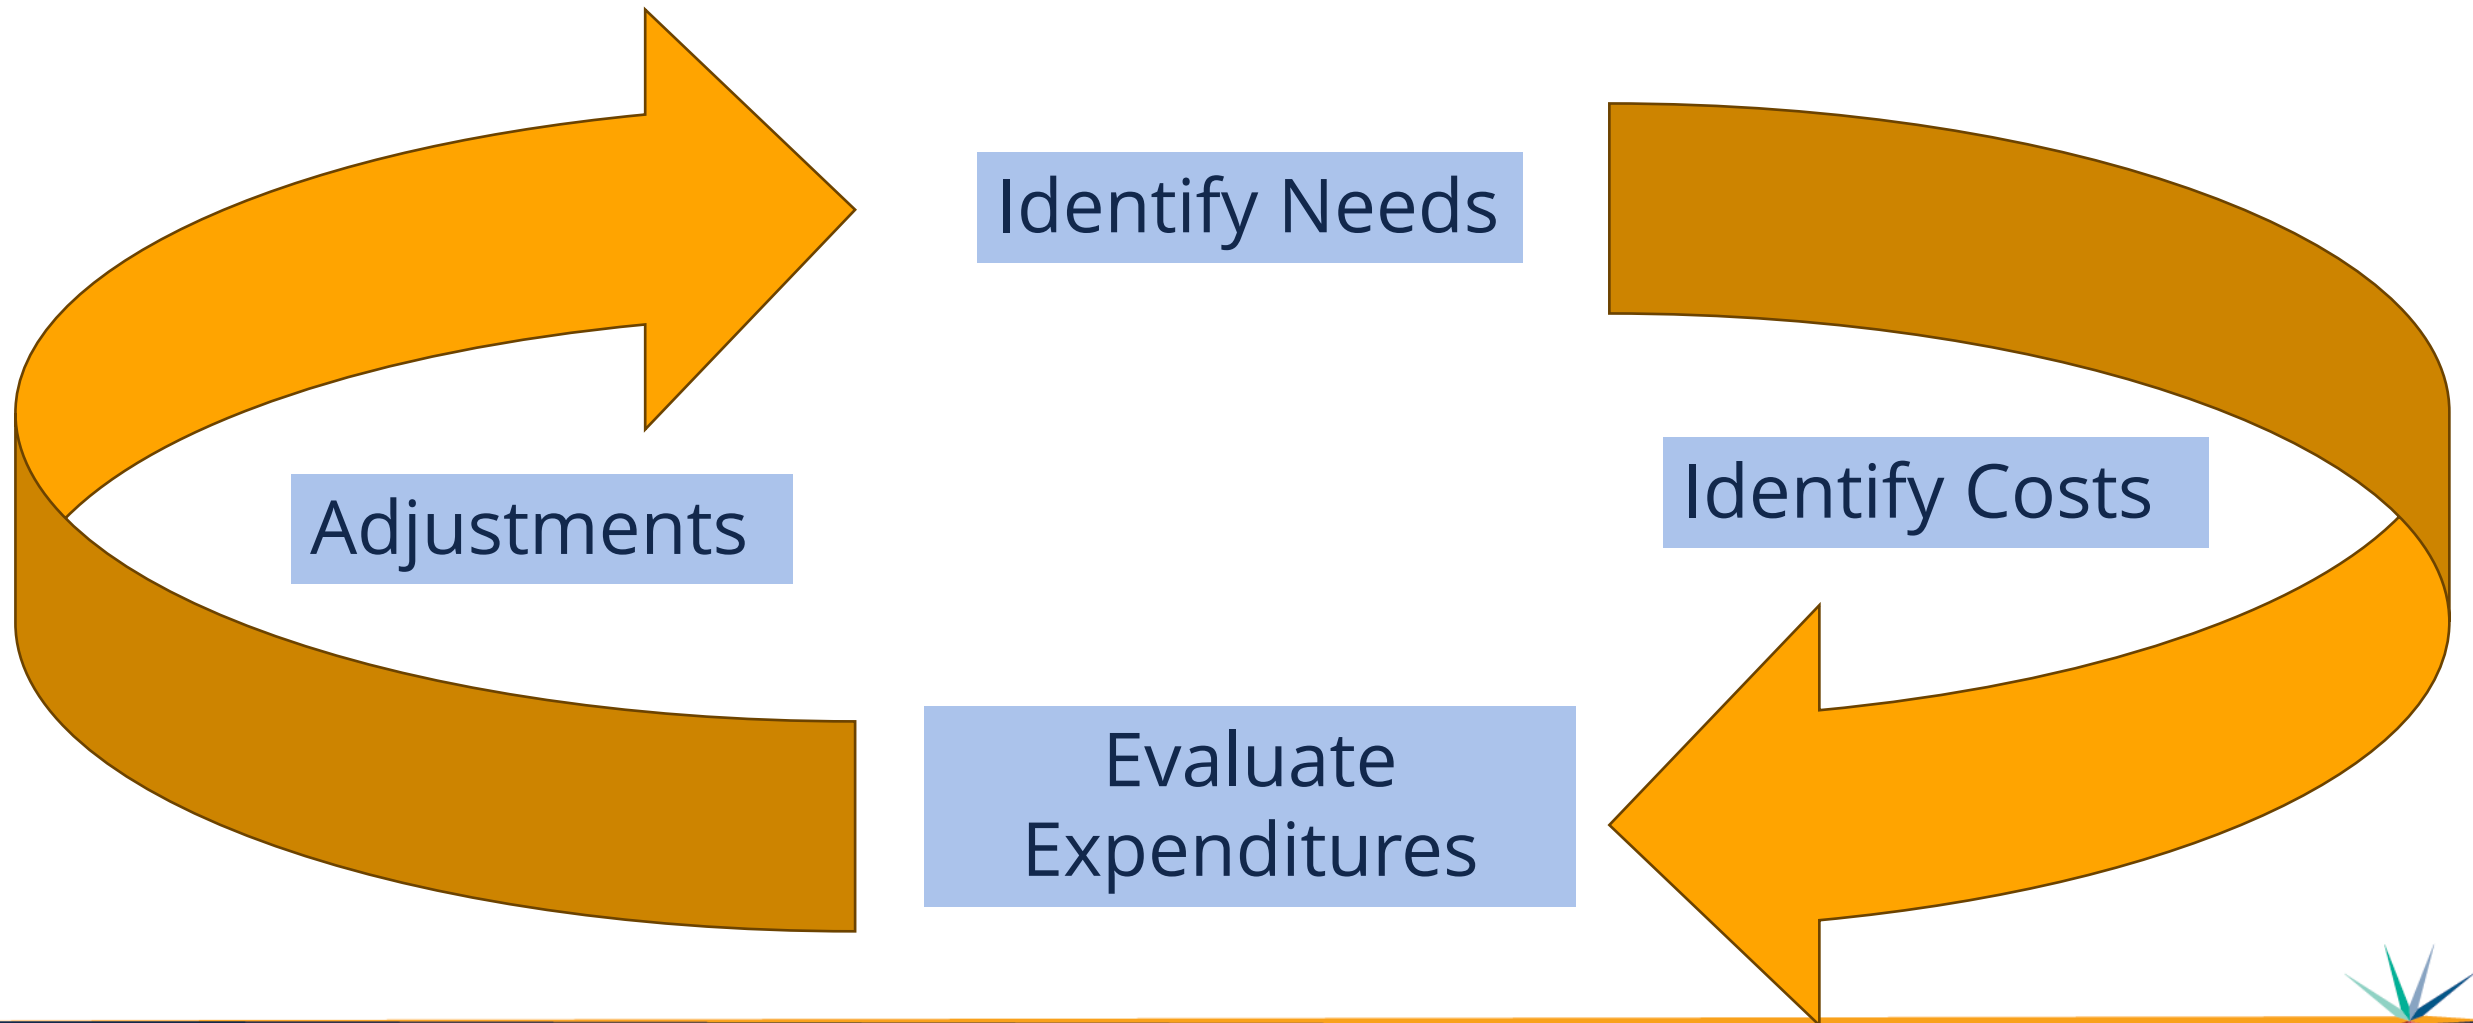 Identify Needs
Identify Costs
Adjustments
Evaluate
Expenditures